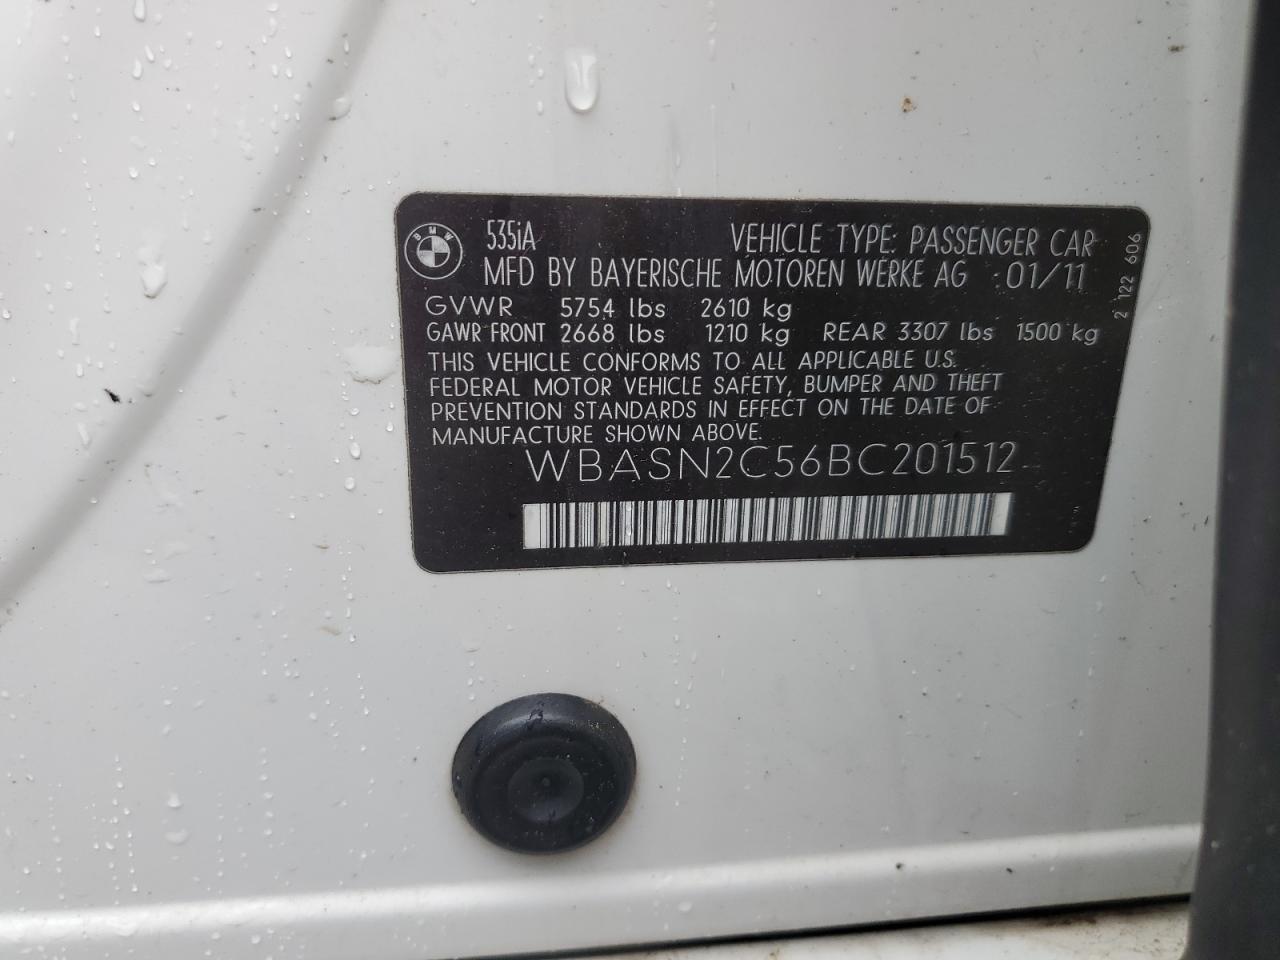 BMW
535iA VEHICLE TYPE: PASSENGER CAR
MFD BY BAYERISCHE MOTOREN WERKE AG 01/11
GVWR 5754 lbs 2610 kg
GAWR FRONT 2668 lbs 1210 kg REAR 3307 lbs 1500 kg
THIS VEHICLE CONFORMS TO ALL APPLICABLE U.S.
FEDERAL MOTOR VEHICLE SAFETY, BUMPER AND THEFT
PREVENTION STANDARDS IN EFFECT ON THE DATE OF
MANUFACTURE SHOWN ABOVE.
WBASN2C56BC201512
2 122 606